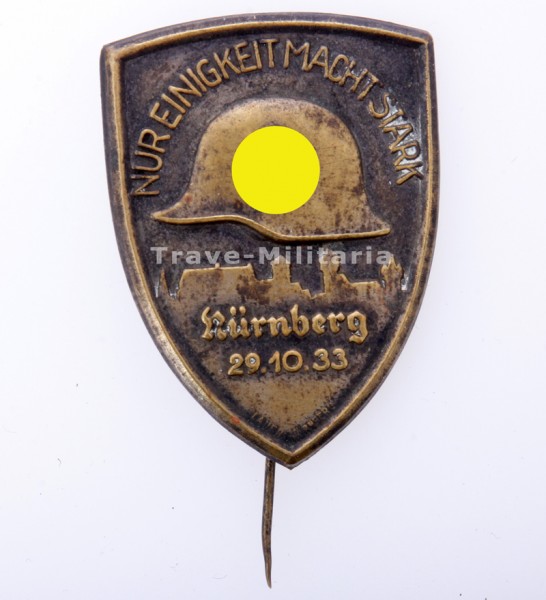 NUR EINIGKEIT MACHT STARK
Trave-Militaria
Nürnberg
29.10.33